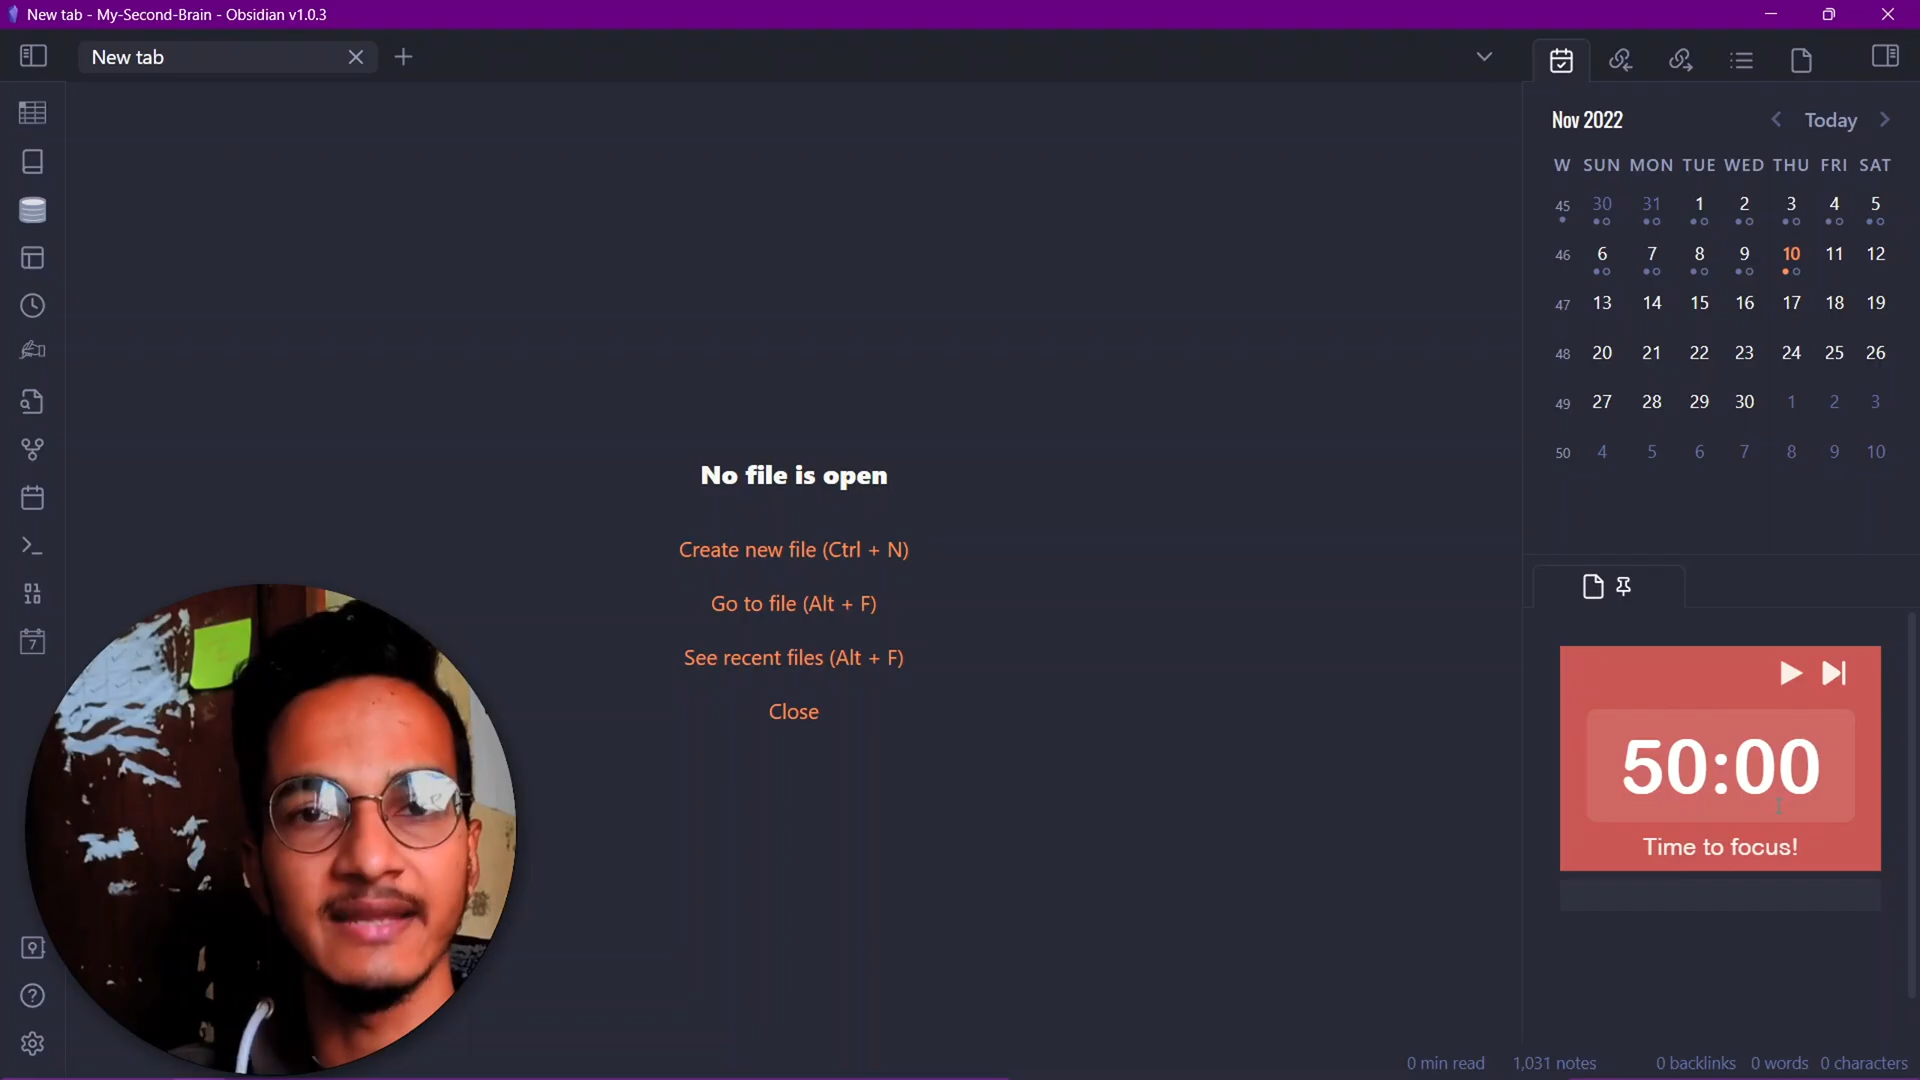 New tab - My-Second-Brain - Obsidian v1.0.3
New tab
Nov 2022
Today
W SUN MON TUE WED THU FRI SAT
45 30 31 1 2 3 4 5
46 6 7 8 9 10 11 12
47 13 14 15 16 17 18 19
48 20 21 22 23 24 25 26
49 27 28 29 30 1 2 3
50 4 5 6 7 8 9 10
No file is open
Create new file (Ctrl + N)
Go to file (Alt + F)
See recent files (Alt + F)
Close
01
10
7
50:00
Time to focus!
0 min read 1,031 notes 0 backlinks 0 words 0 characters